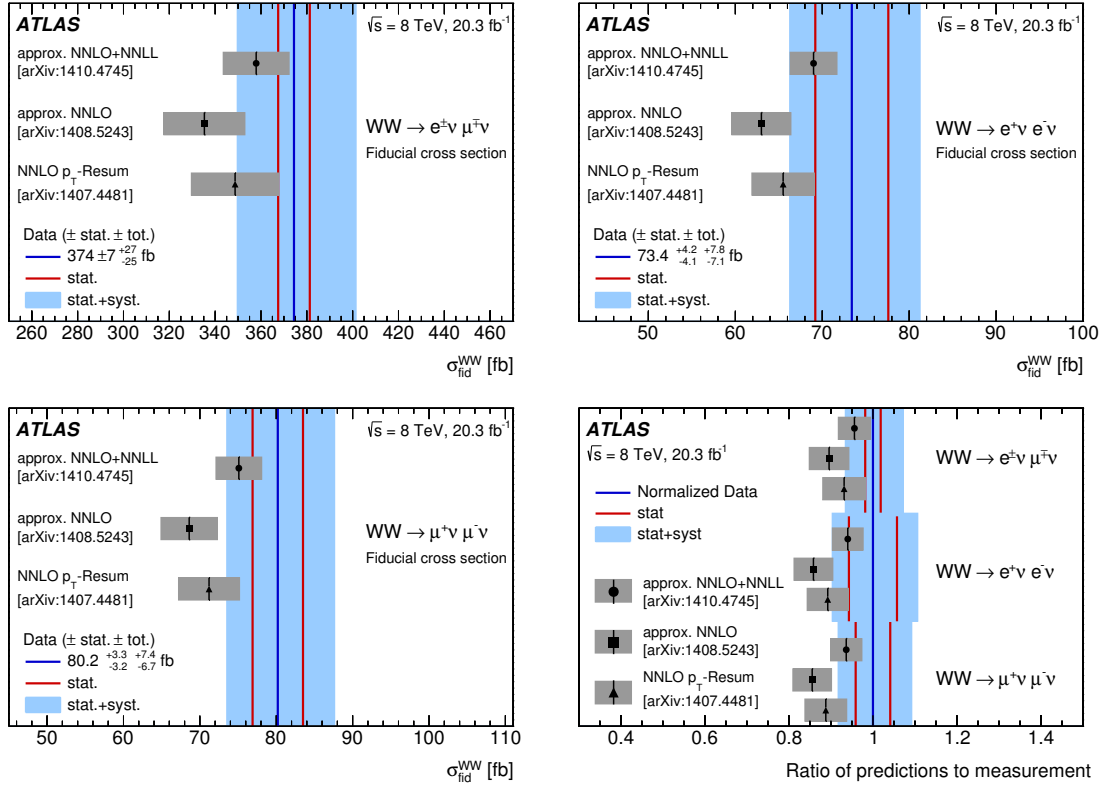 ATLAS
√s = 8 TeV, 20.3 fb⁻¹
approx. NNLO+NNLL
[arXiv:1410.4745]
approx. NNLO
[arXiv:1408.5243]
WW → e±ν μ∓ν
Fiducial cross section
NNLO p_T-Resum
[arXiv:1407.4481]
Data (± stat. ± tot.)
374 ±7 +27 -25 fb
stat.
stat.+syst.
260 280 300 320 340 360 380 400 420 440 460
σ_fid^WW [fb]
ATLAS
√s = 8 TeV, 20.3 fb⁻¹
approx. NNLO+NNLL
[arXiv:1410.4745]
approx. NNLO
[arXiv:1408.5243]
WW → e⁺ν e⁻ν
Fiducial cross section
NNLO p_T-Resum
[arXiv:1407.4481]
Data (± stat. ± tot.)
73.4 +4.2 -4.1 +7.8 -7.1 fb
stat.
stat.+syst.
50 60 70 80 90 100
σ_fid^WW [fb]
ATLAS
√s = 8 TeV, 20.3 fb⁻¹
approx. NNLO+NNLL
[arXiv:1410.4745]
approx. NNLO
[arXiv:1408.5243]
WW → μ⁺ν μ⁻ν
Fiducial cross section
NNLO p_T-Resum
[arXiv:1407.4481]
Data (± stat. ± tot.)
80.2 +3.3 -3.2 +7.4 -6.7 fb
stat.
stat.+syst.
50 60 70 80 90 100 110
σ_fid^WW [fb]
ATLAS
√s = 8 TeV, 20.3 fb⁻¹
WW → e±ν μ∓ν
Normalized Data
stat
stat+syst
WW → e⁺ν e⁻ν
approx. NNLO+NNLL
[arXiv:1410.4745]
approx. NNLO
[arXiv:1408.5243]
WW → μ⁺ν μ⁻ν
NNLO p_T-Resum
[arXiv:1407.4481]
0.4 0.6 0.8 1 1.2 1.4
Ratio of predictions to measurement